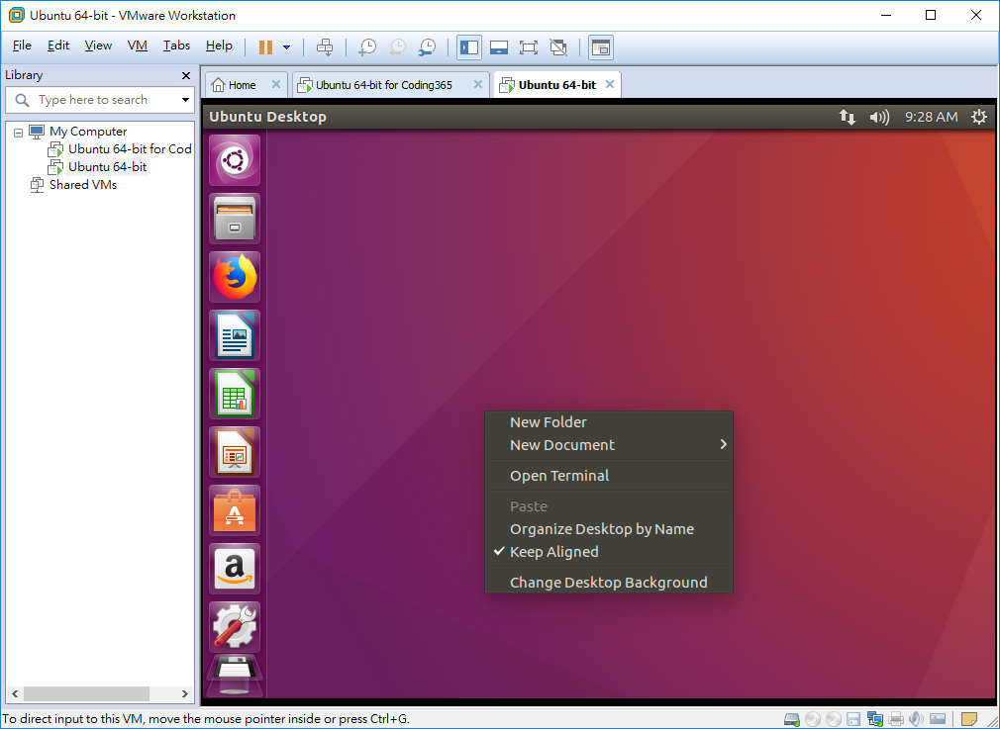 Ubuntu 64-bit - VMware Workstation
File Edit View VM Tabs Help
Library
Type here to search
My Computer
Ubuntu 64-bit for Cod
Ubuntu 64-bit
Shared VMs
Home
Ubuntu 64-bit for Coding365
Ubuntu 64-bit
Ubuntu Desktop
9:28 AM
New Folder
New Document
Open Terminal
Paste
Organize Desktop by Name
Keep Aligned
Change Desktop Background
To direct input to this VM, move the mouse pointer inside or press Ctrl+G.